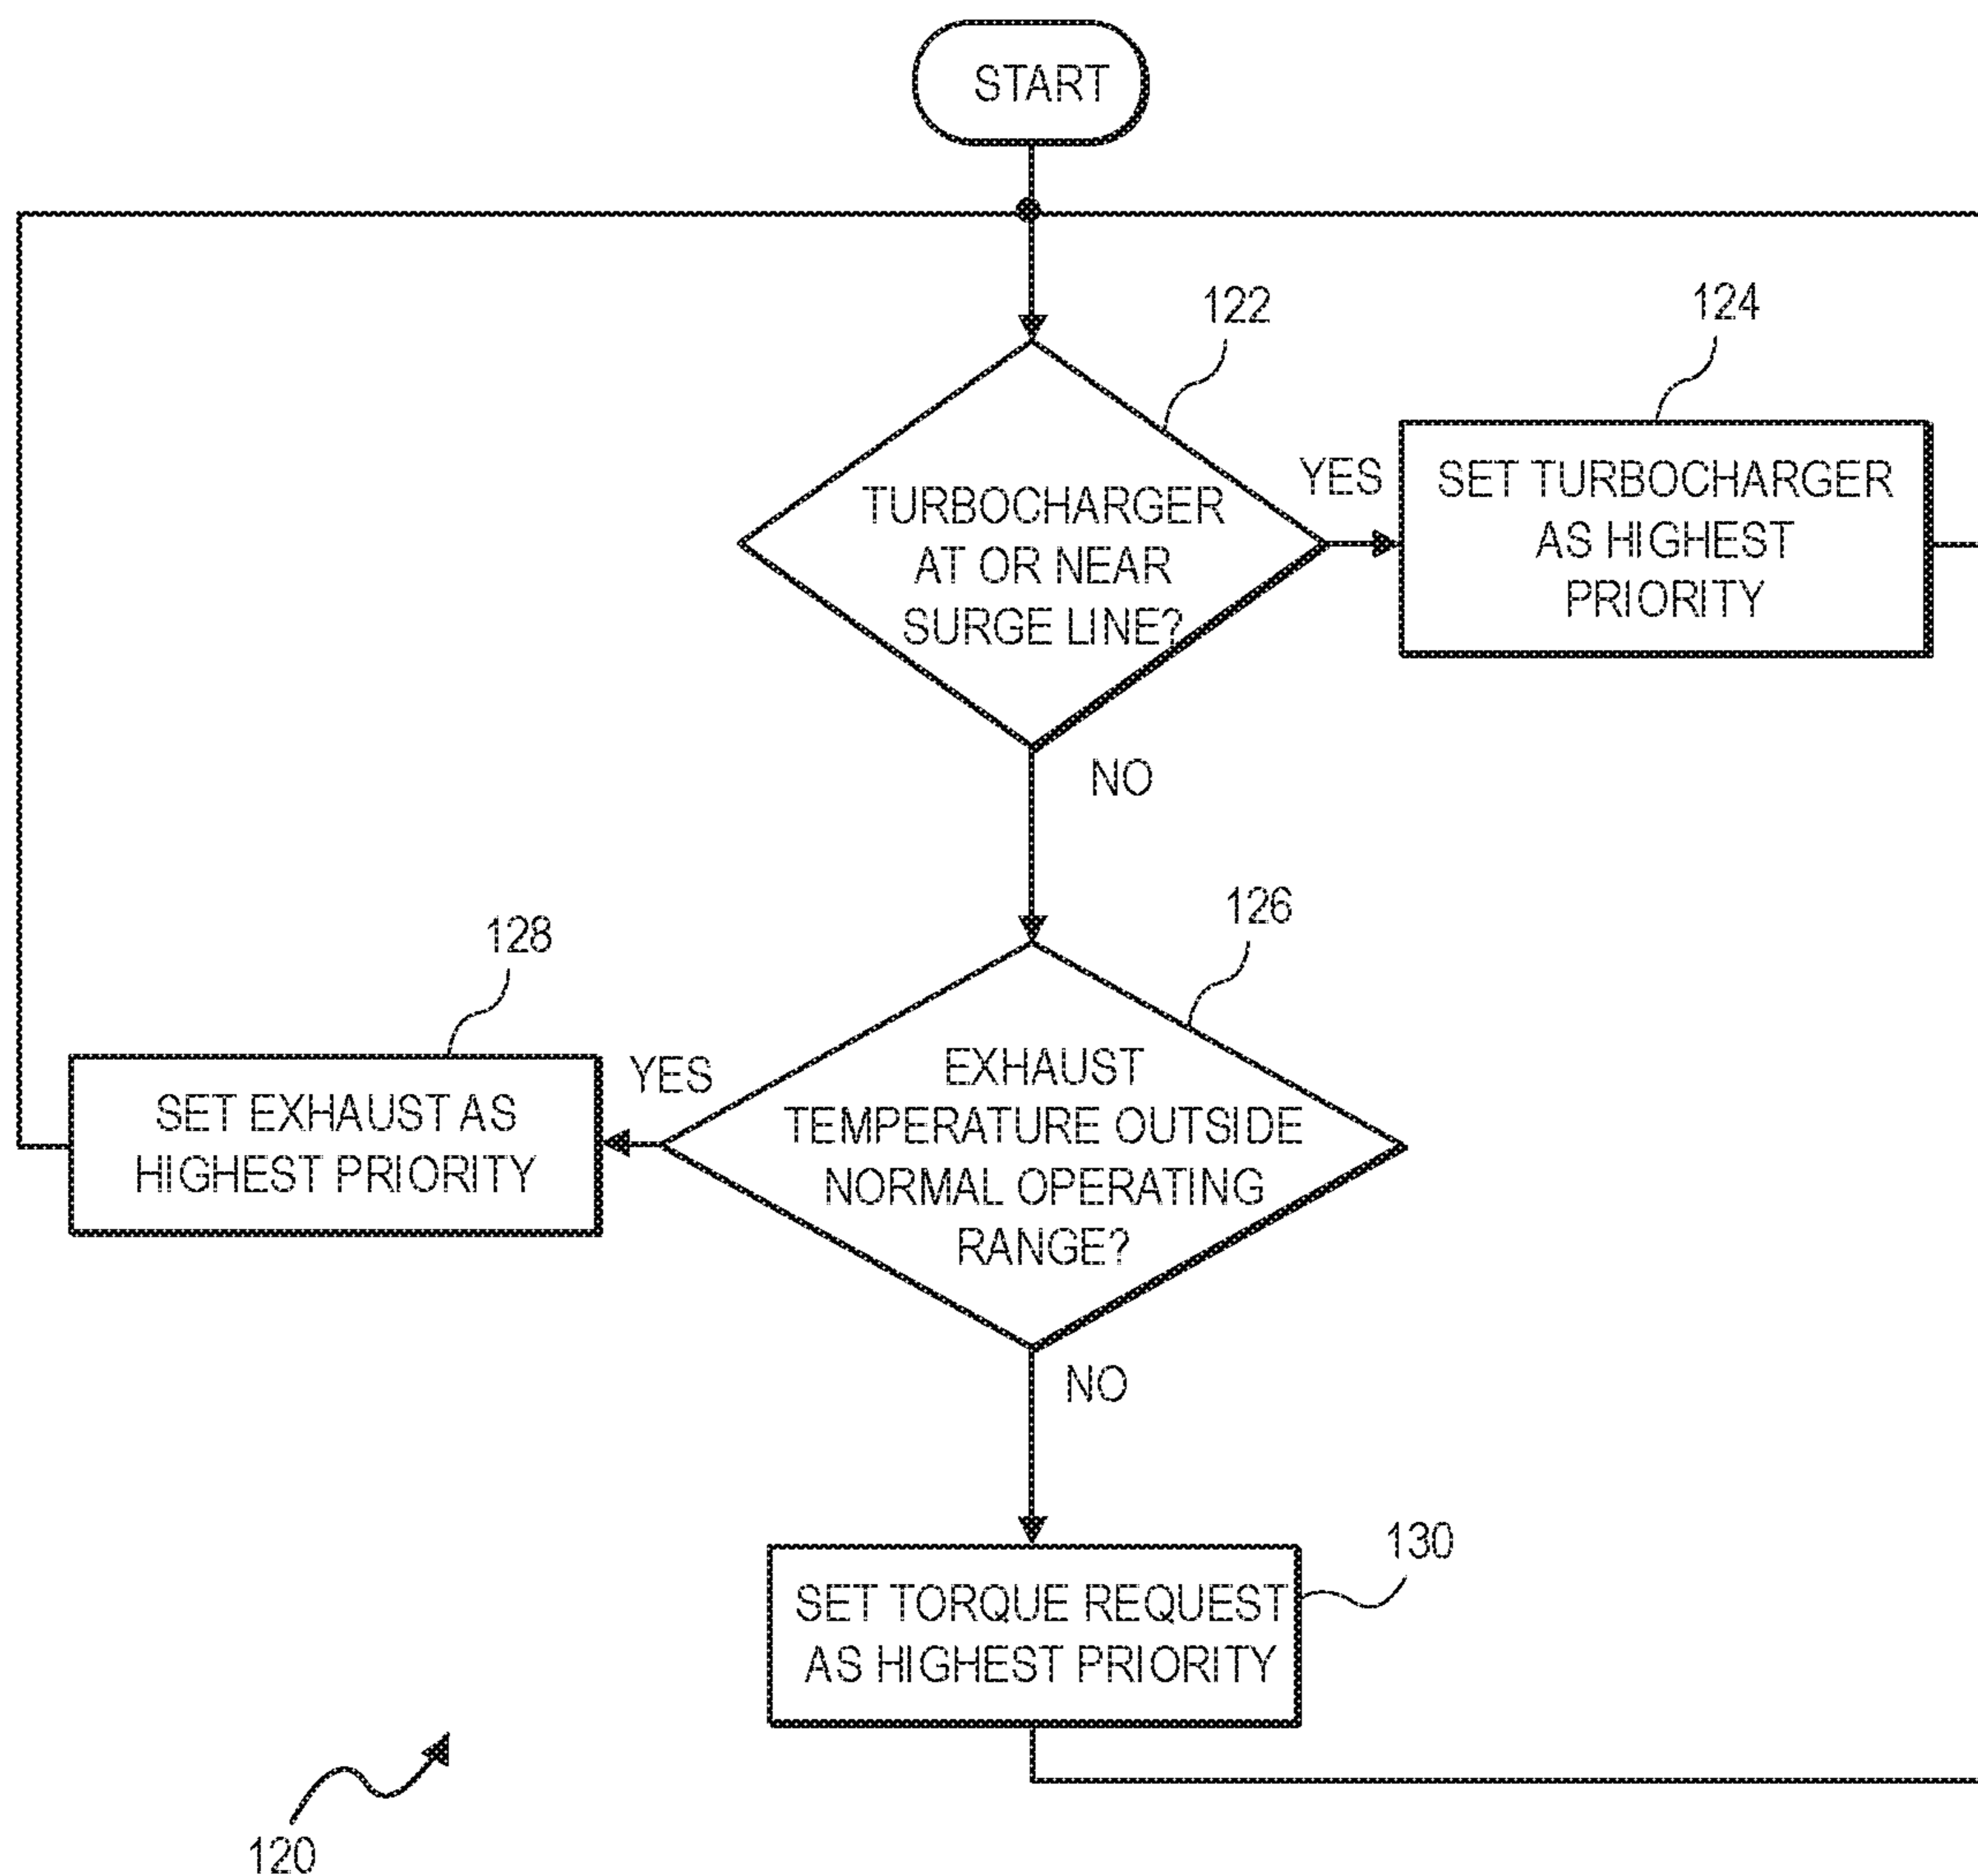 START
122
124
TURBOCHARGER
AT OR NEAR
SURGE LINE?
YES
SET TURBOCHARGER
AS HIGHEST
PRIORITY
NO
126
128
EXHAUST
TEMPERATURE OUTSIDE
NORMAL OPERATING
RANGE?
YES
SET EXHAUST AS
HIGHEST PRIORITY
NO
130
SET TORQUE REQUEST
AS HIGHEST PRIORITY
120